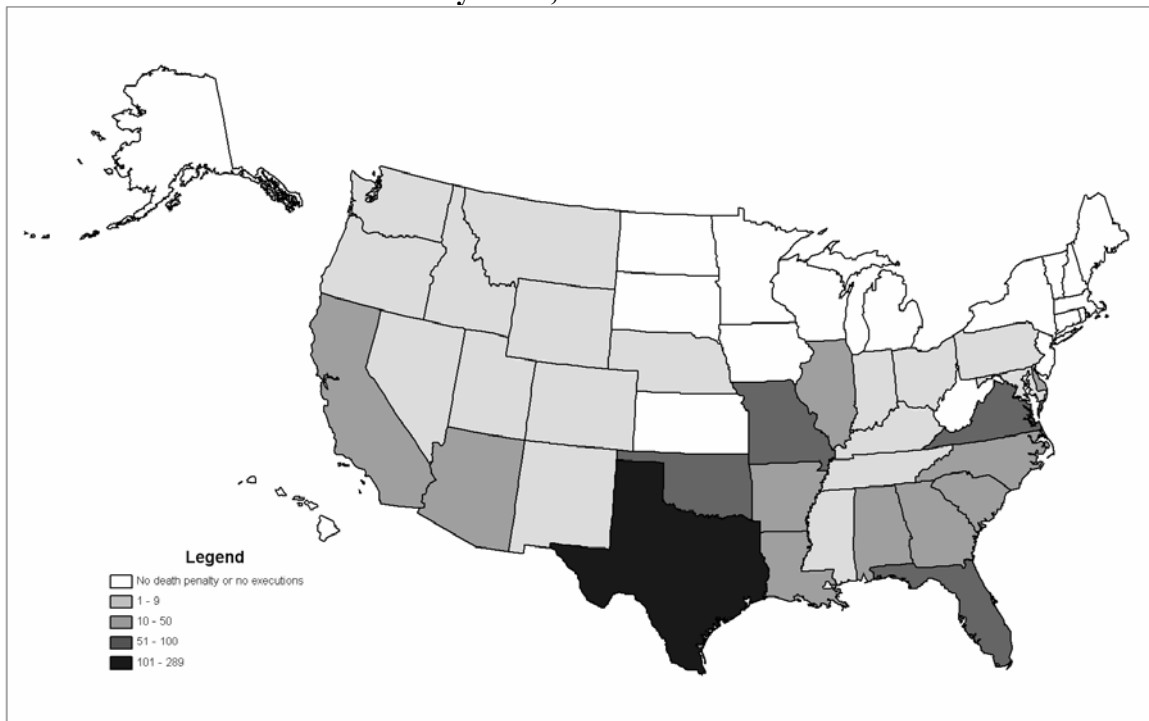 Legend
No death penalty or no executions
1 - 9
10 - 50
51 - 100
101 - 289